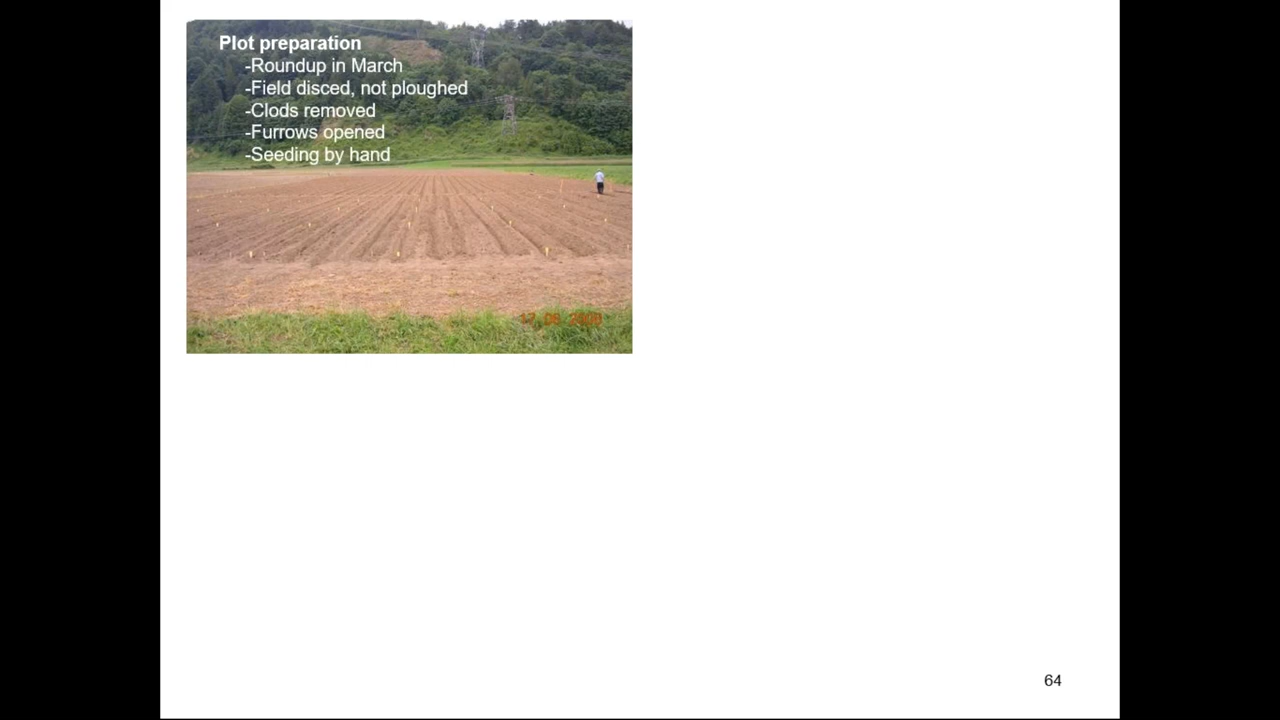 Plot preparation
-Roundup in March
-Field disced, not ploughed
-Clods removed
-Furrows opened
-Seeding by hand
64